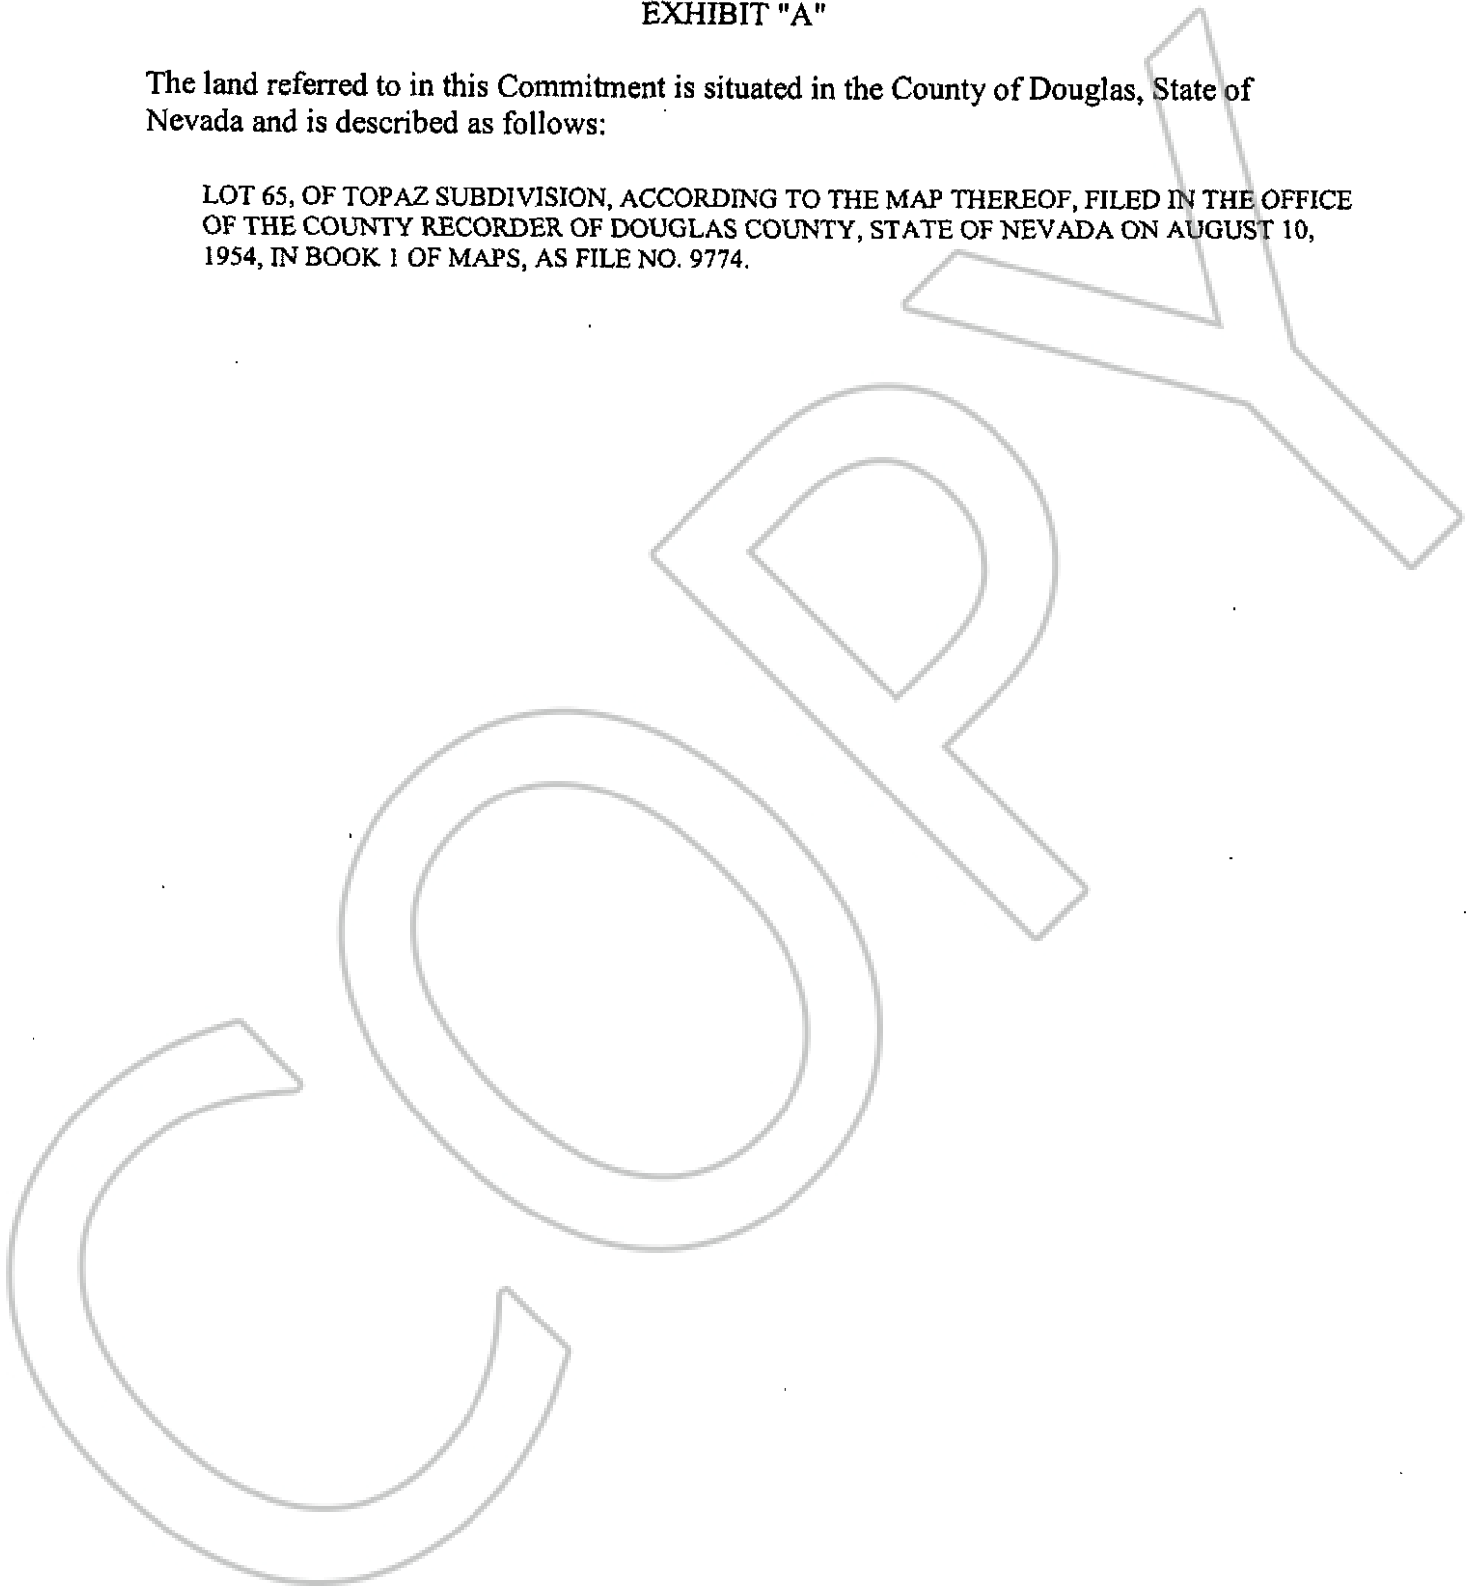 EXHIBIT "A"
The land referred to in this Commitment is situated in the County of Douglas, State of
Nevada and is described as follows:
LOT 65, OF TOPAZ SUBDIVISION, ACCORDING TO THE MAP THEREOF, FILED IN THE OFFICE
OF THE COUNTY RECORDER OF DOUGLAS COUNTY, STATE OF NEVADA ON AUGUST 10,
1954, IN BOOK 1 OF MAPS, AS FILE NO. 9774.
COPY